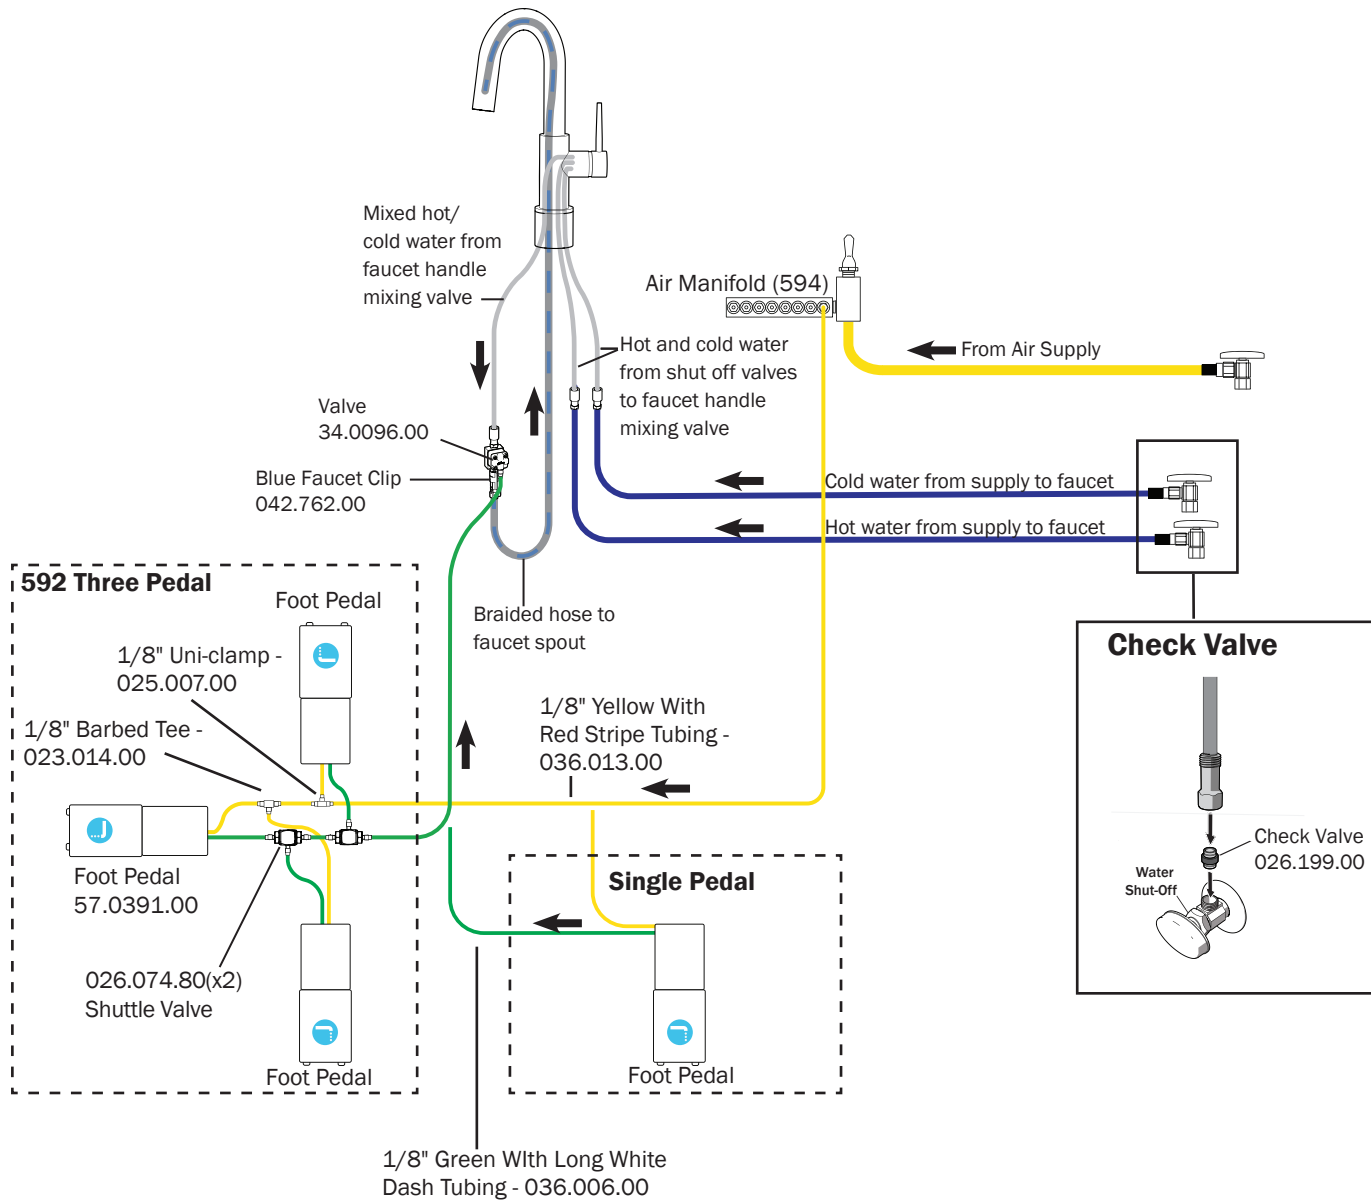 Mixed hot/
cold water from
faucet handle
mixing valve
Air Manifold (594)
From Air Supply
Hot and cold water
from shut off valves
to faucet handle
mixing valve
Valve
34.0096.00
Blue Faucet Clip
042.762.00
Cold water from supply to faucet
Hot water from supply to faucet
592 Three Pedal
Foot Pedal
Braided hose to
faucet spout
1/8" Uni-clamp -
025.007.00
1/8" Barbed Tee -
023.014.00
1/8" Yellow With
Red Stripe Tubing -
036.013.00
Check Valve
Check Valve
026.199.00
Water
Shut-Off
Foot Pedal
57.0391.00
Single Pedal
026.074.80(x2)
Shuttle Valve
Foot Pedal
Foot Pedal
1/8" Green WIth Long White
Dash Tubing - 036.006.00